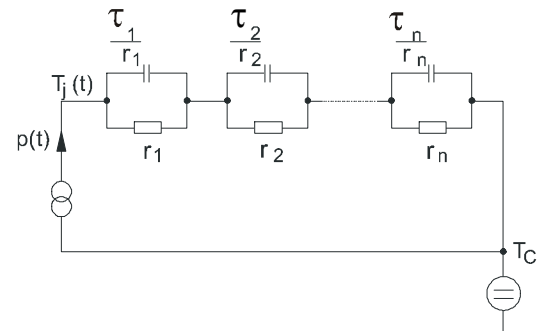 τ1/r1
τ2/r2
τn/rn
Tj (t)
p(t)
r1
r2
rn
TC